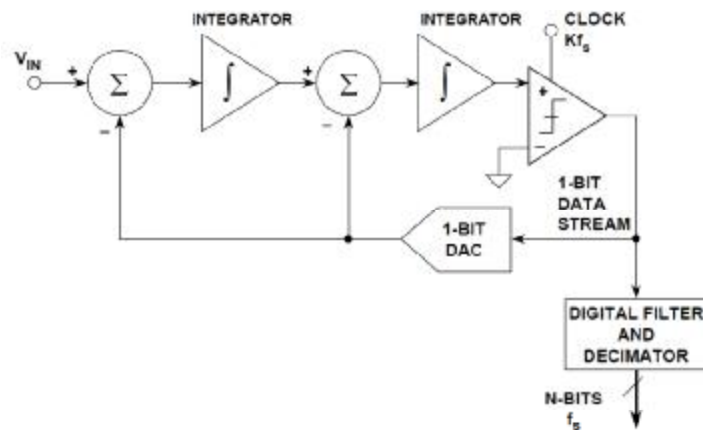 INTEGRATOR
INTEGRATOR
CLOCK
Kfs
VIN
+
Σ
∫
+
Σ
∫
+
−
−
−
1-BIT
DATA
STREAM
1-BIT
DAC
DIGITAL FILTER
AND
DECIMATOR
N-BITS
fs